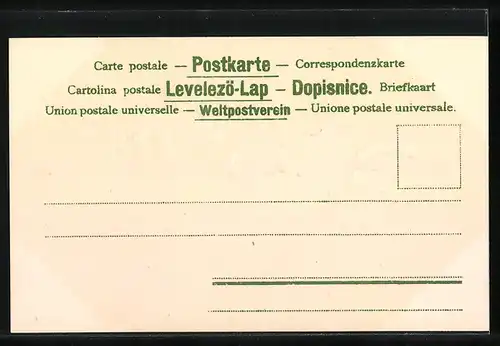 Carte postale — Postkarte — Correspondenzkarte
Cartolina postale Levelezö-Lap — Dopisnice. Briefkaart
Union postale universelle — Weltpostverein — Unione postale universale.